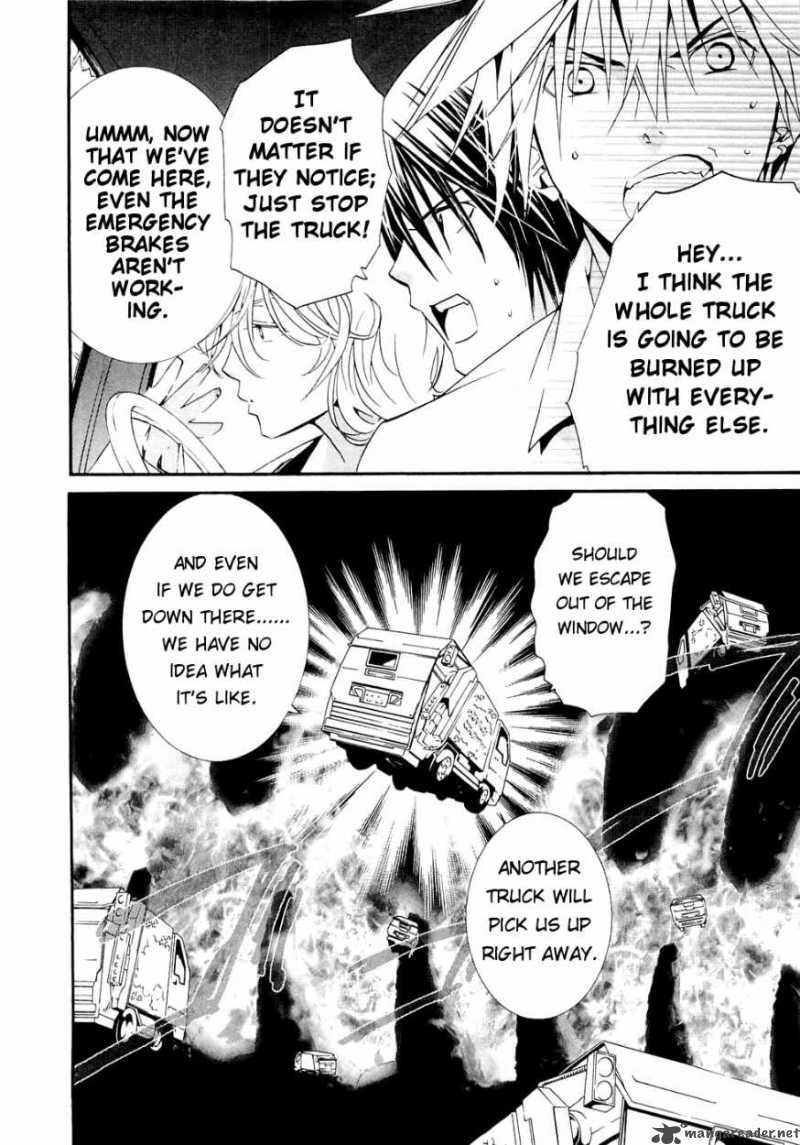 HEY...
I THINK THE
WHOLE TRUCK
IS GOING TO BE
BURNED UP
WITH EVERY-
THING ELSE.
IT
DOESN'T
MATTER IF
THEY NOTICE;
JUST STOP
THE TRUCK!
UMMM, NOW
THAT WE'VE
COME HERE,
EVEN THE
EMERGENCY
BRAKES
AREN'T
WORK-
ING.
SHOULD
WE ESCAPE
OUT OF THE
WINDOW...?
AND EVEN
IF WE DO GET
DOWN THERE......
WE HAVE NO
IDEA WHAT
IT'S LIKE.
ANOTHER
TRUCK WILL
PICK US UP
RIGHT AWAY.
mangareader.net